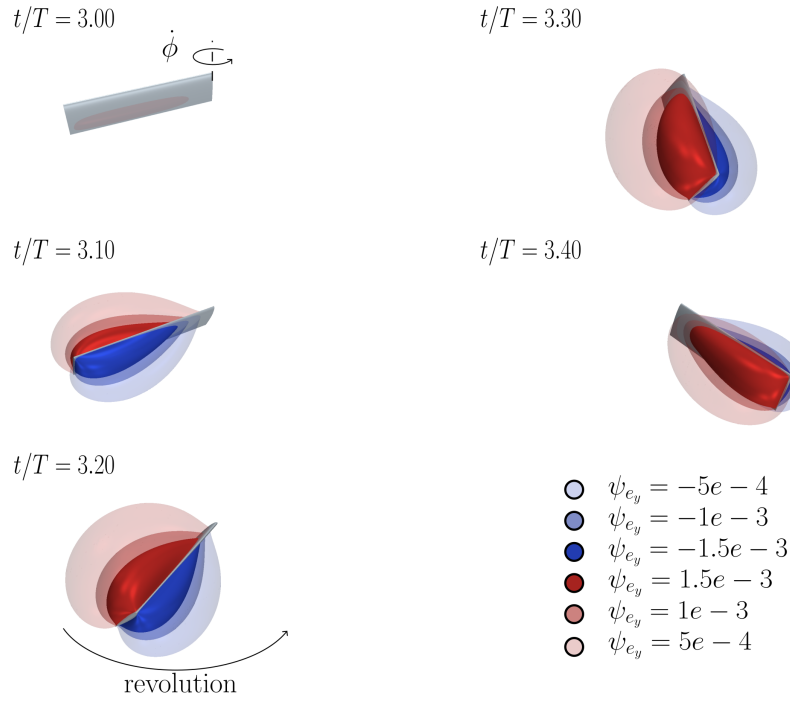 t/T = 3.00
ϕ̇
t/T = 3.30
t/T = 3.10
t/T = 3.40
t/T = 3.20
revolution
ψ_{e_y} = −5e − 4
ψ_{e_y} = −1e − 3
ψ_{e_y} = −1.5e − 3
ψ_{e_y} = 1.5e − 3
ψ_{e_y} = 1e − 3
ψ_{e_y} = 5e − 4